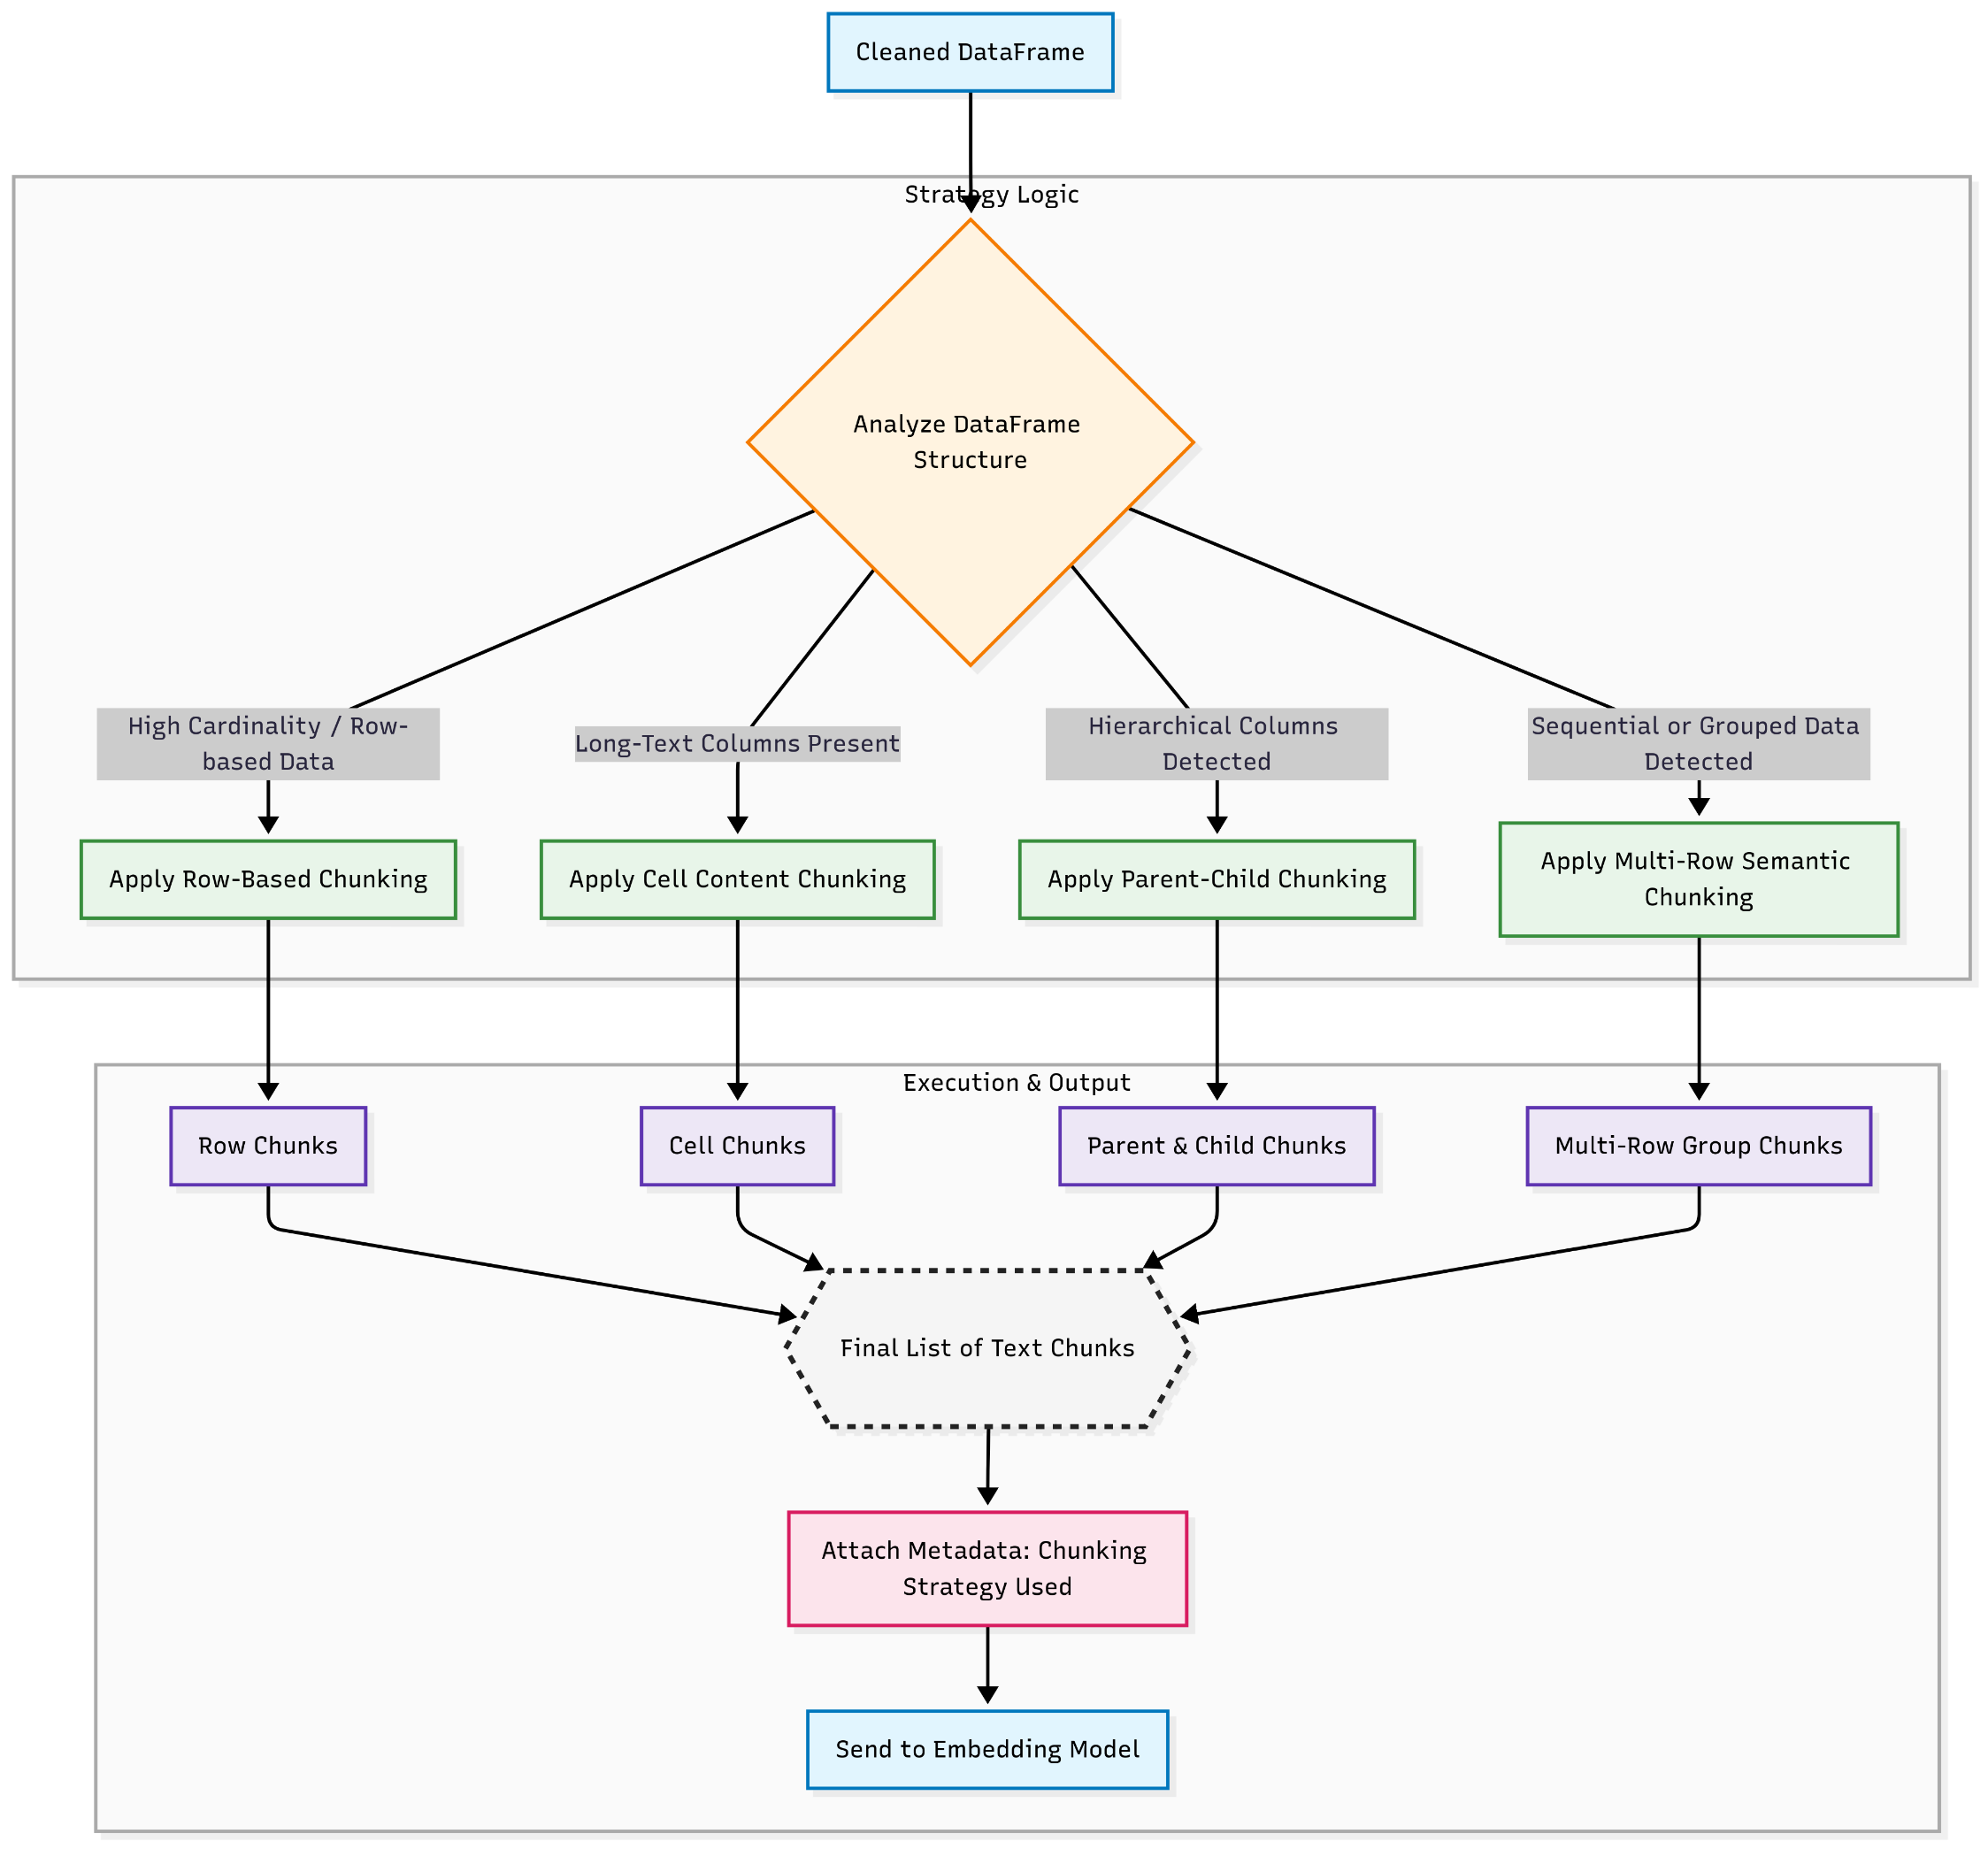 Cleaned DataFrame
Strategy Logic
Analyze DataFrame
Structure
High Cardinality / Row-
based Data
Long-Text Columns Present
Hierarchical Columns
Detected
Sequential or Grouped Data
Detected
Apply Row-Based Chunking
Apply Cell Content Chunking
Apply Parent-Child Chunking
Apply Multi-Row Semantic
Chunking
Execution & Output
Row Chunks
Cell Chunks
Parent & Child Chunks
Multi-Row Group Chunks
Final List of Text Chunks
Attach Metadata: Chunking
Strategy Used
Send to Embedding Model